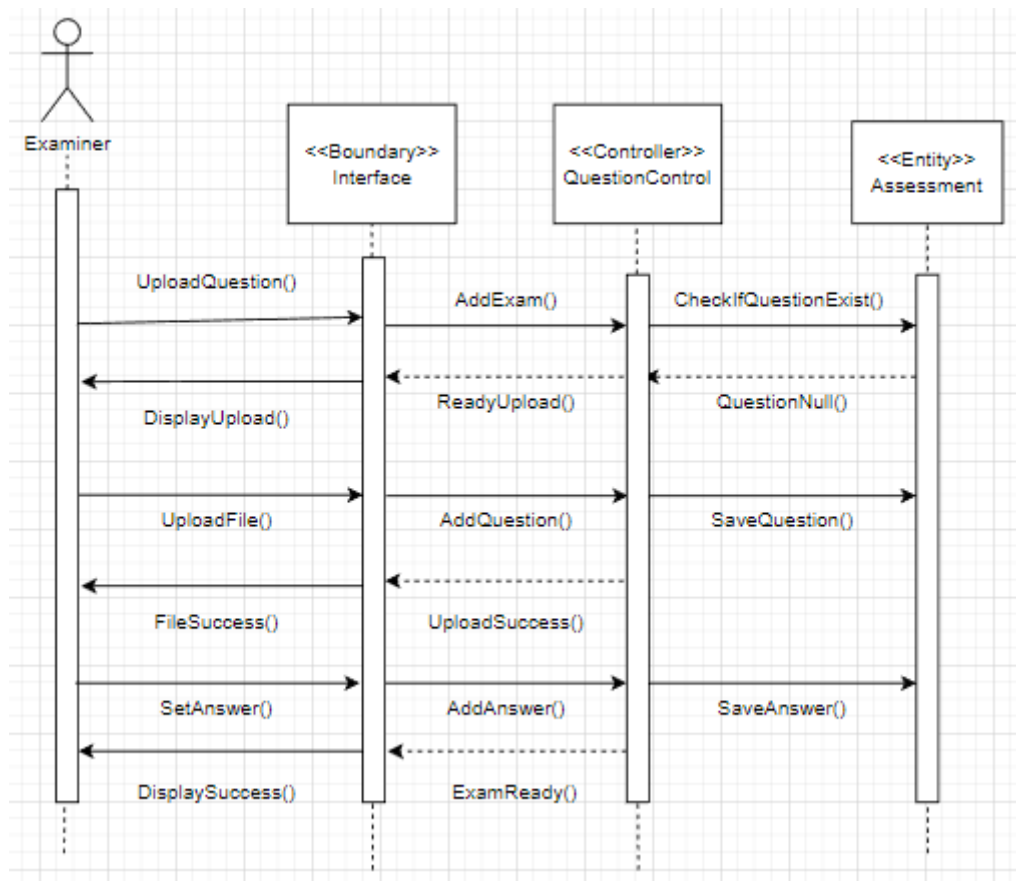 Examiner
<<Boundary>>
Interface
<<Controller>>
QuestionControl
<<Entity>>
Assessment
UploadQuestion()
AddExam()
CheckIfQuestionExist()
DisplayUpload()
ReadyUpload()
QuestionNull()
UploadFile()
AddQuestion()
SaveQuestion()
FileSuccess()
UploadSuccess()
SetAnswer()
AddAnswer()
SaveAnswer()
DisplaySuccess()
ExamReady()